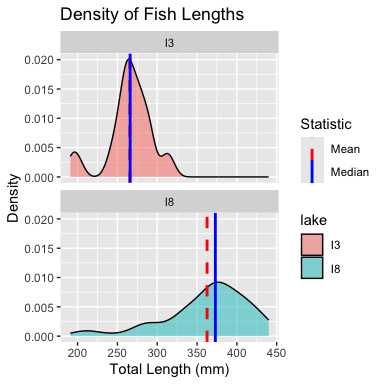 Density of Fish Lengths
Density
I3
0.020
0.015
0.010
0.005
0.000
I8
0.020
0.015
0.010
0.005
0.000
200 250 300 350 400 450
Total Length (mm)
Statistic
Mean
Median
lake
I3
I8